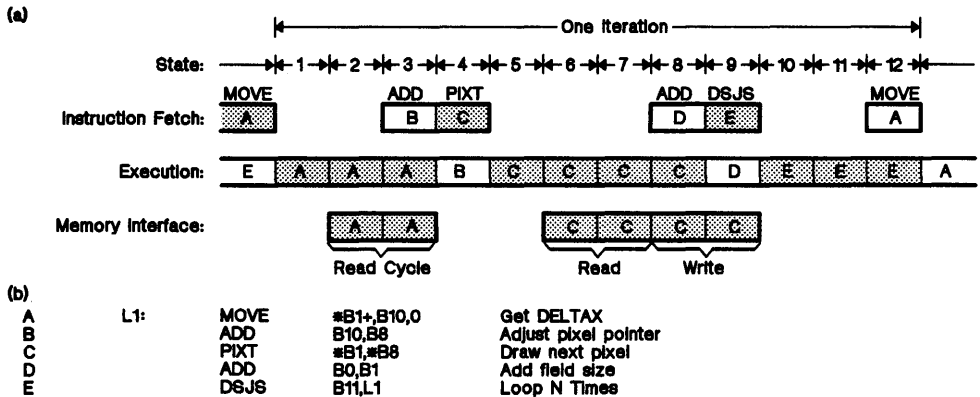 (a)
One Iteration
State: 1 2 3 4 5 6 7 8 9 10 11 12
MOVE ADD PIXT ADD DSJS MOVE
Instruction Fetch: A B C D E A
Execution: E A A A B C C C C D E E E A
Memory Interface: A A C C C C
Read Cycle Read Write
(b)
A L1: MOVE *B1+,B10,0 Get DELTAX
B ADD B10,B8 Adjust pixel pointer
C PIXT *B1,*B8 Draw next pixel
D ADD B0,B1 Add field size
E DSJS B11,L1 Loop N Times